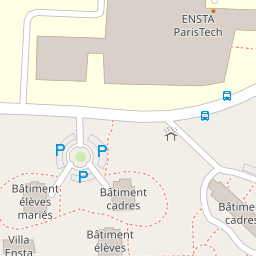 ENSTA
ParisTech
P
P
P
Bâtiment
élèves
mariés
Bâtiment
cadres
Bâtiment
cadres
Villa
Ensta
Bâtiment
élèves